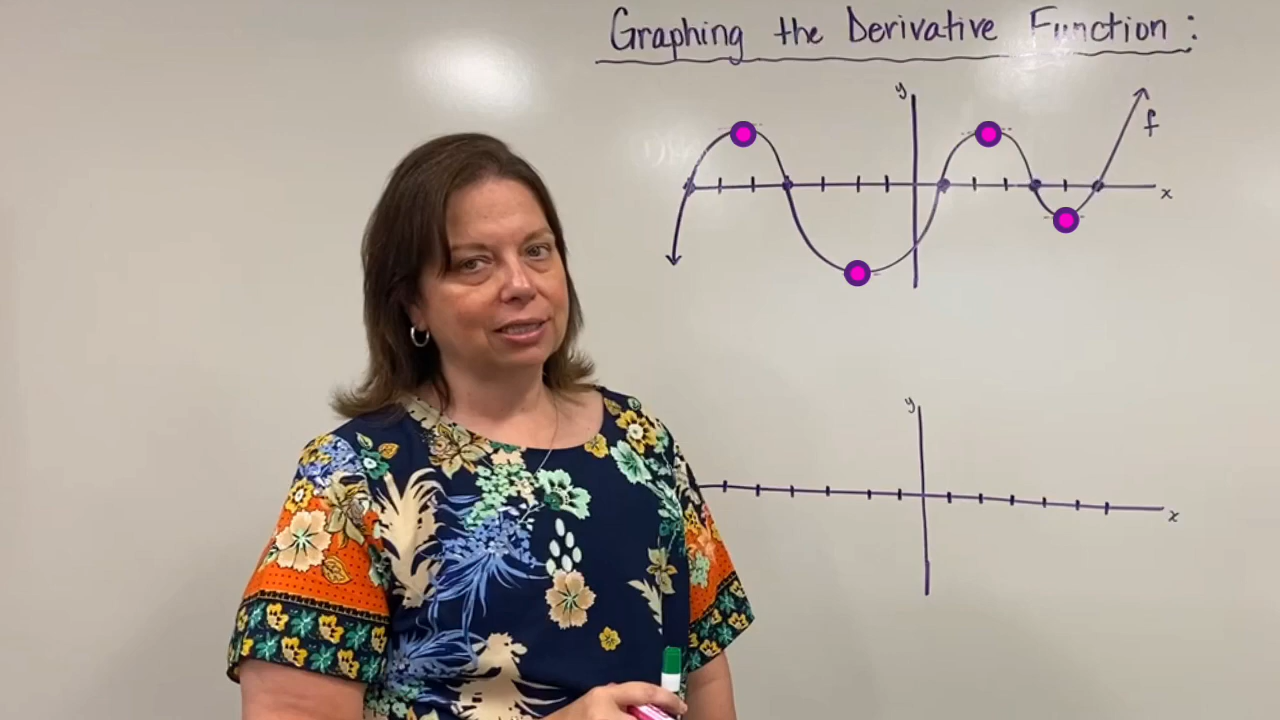 Graphing the Derivative Function :
y
f
x
y
x